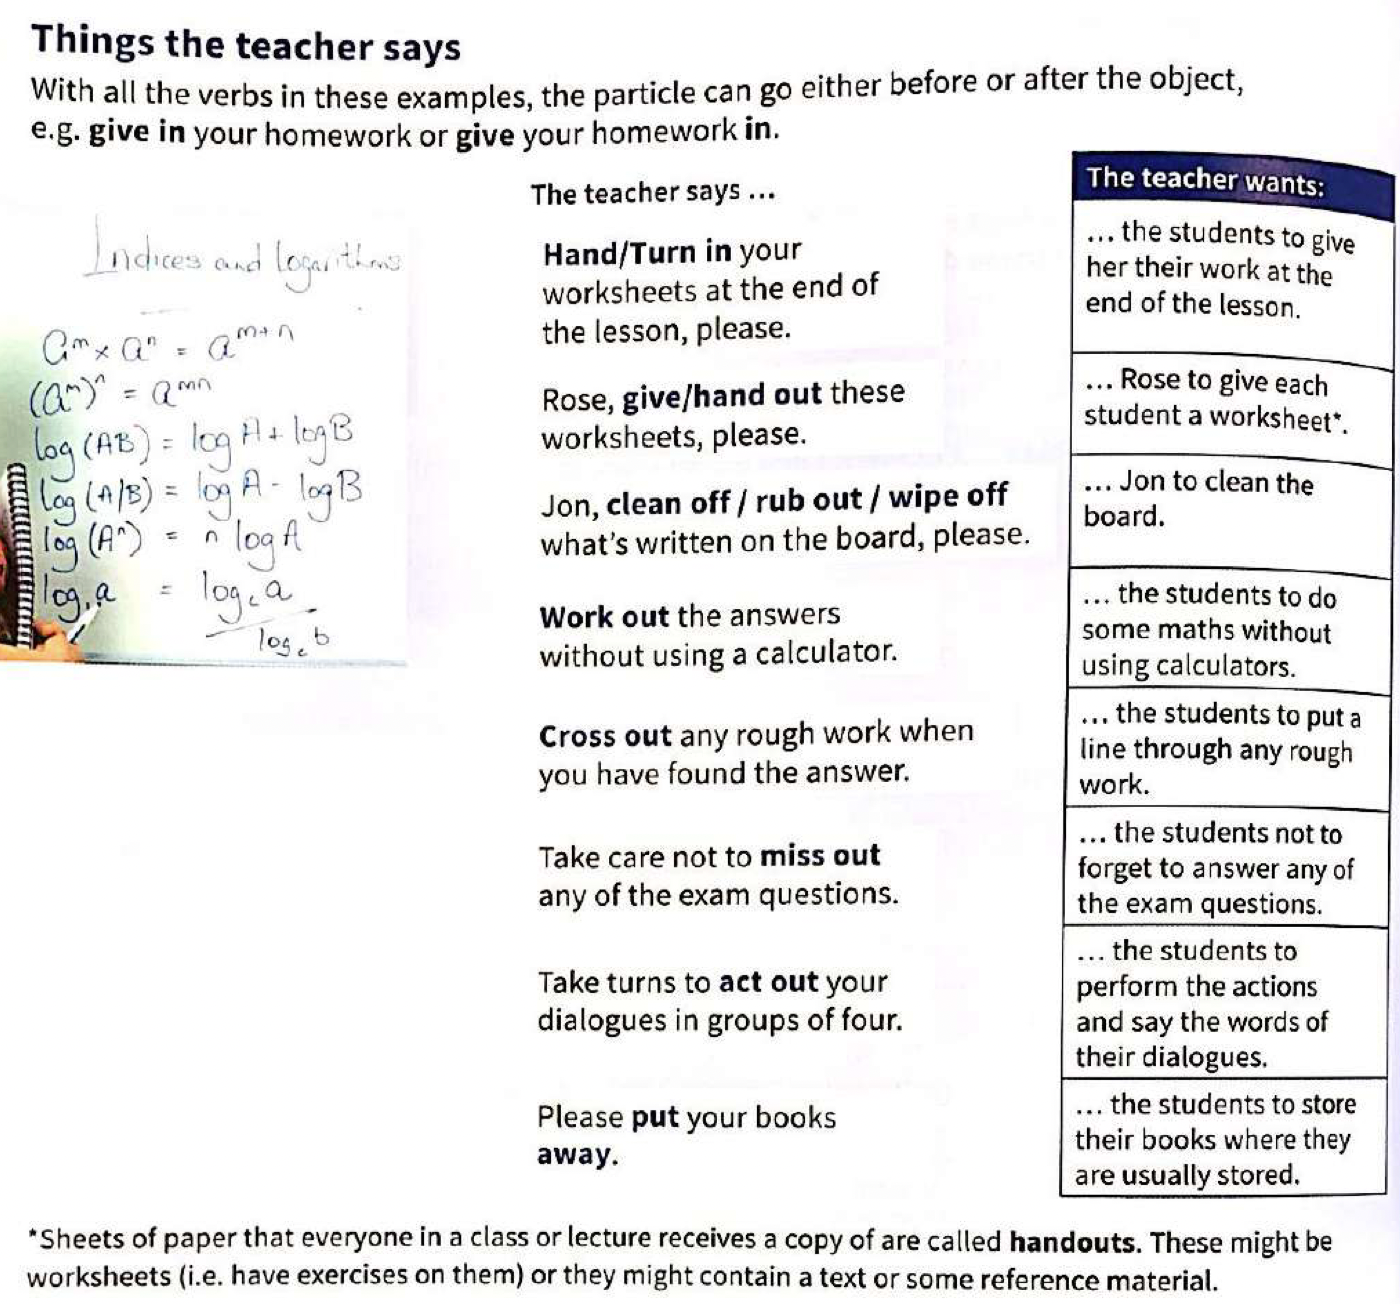 Things the teacher says
With all the verbs in these examples, the particle can go either before or after the object,
e.g. give in your homework or give your homework in.
Indices and logarithms
aᵐ × aⁿ = aᵐ⁺ⁿ
(aᵐ)ⁿ = aᵐⁿ
log (AB) = log A + log B
log (A/B) = log A - log B
log (Aⁿ) = n log A
a = log_c a
log_c b
The teacher says ...
Hand/Turn in your
worksheets at the end of
the lesson, please.
Rose, give/hand out these
worksheets, please.
Jon, clean off / rub out / wipe off
what's written on the board, please.
Work out the answers
without using a calculator.
Cross out any rough work when
you have found the answer.
Take care not to miss out
any of the exam questions.
Take turns to act out your
dialogues in groups of four.
Please put your books
away.
The teacher wants:
... the students to give
her their work at the
end of the lesson.
... Rose to give each
student a worksheet*.
... Jon to clean the
board.
... the students to do
some maths without
using calculators.
... the students to put a
line through any rough
work.
... the students not to
forget to answer any of
the exam questions.
... the students to
perform the actions
and say the words of
their dialogues.
... the students to store
their books where they
are usually stored.
*Sheets of paper that everyone in a class or lecture receives a copy of are called handouts. These might be
worksheets (i.e. have exercises on them) or they might contain a text or some reference material.